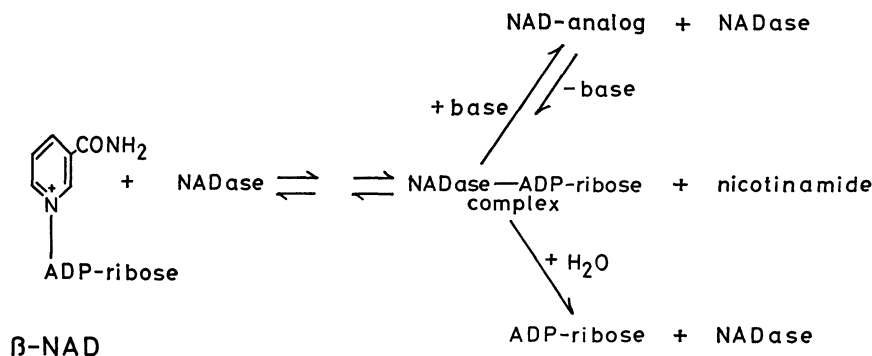 NAD-analog + NADase
+base
-base
CONH2
+ NADase NADase—ADP-ribose + nicotinamide
complex
N+
ADP-ribose
+ H2O
ADP-ribose + NADase
β-NAD